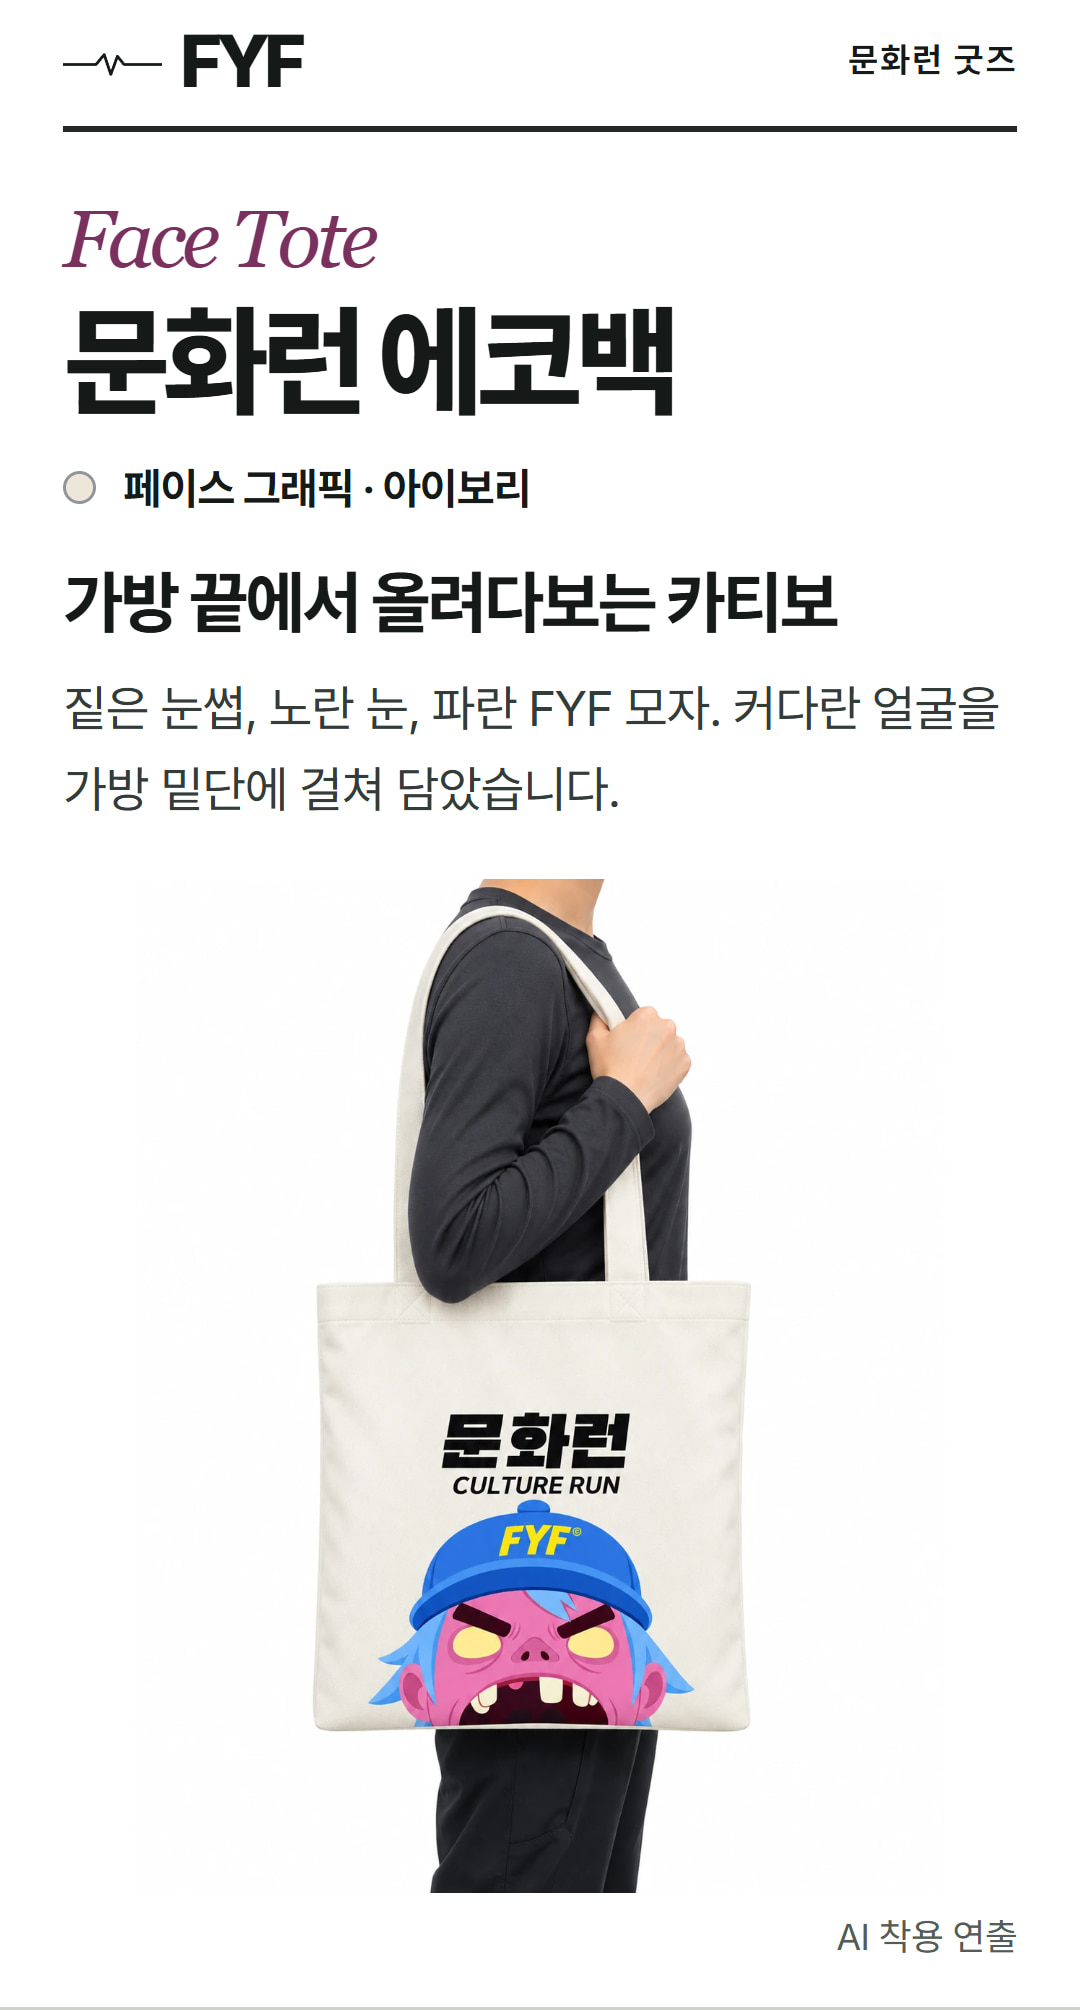 FYF
문화런 굿즈
Face Tote
문화런 에코백
페이스 그래픽 · 아이보리
가방 끝에서 올려다보는 카티보
짙은 눈썹, 노란 눈, 파란 FYF 모자. 커다란 얼굴을
가방 밑단에 걸쳐 담았습니다.
문화런
CULTURE RUN
FYF©
AI 착용 연출